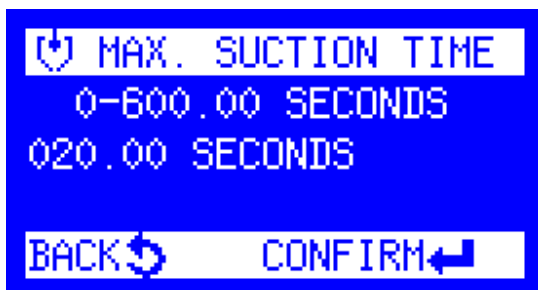 MAX. SUCTION TIME
0-600.00 SECONDS
020.00 SECONDS
BACK CONFIRM